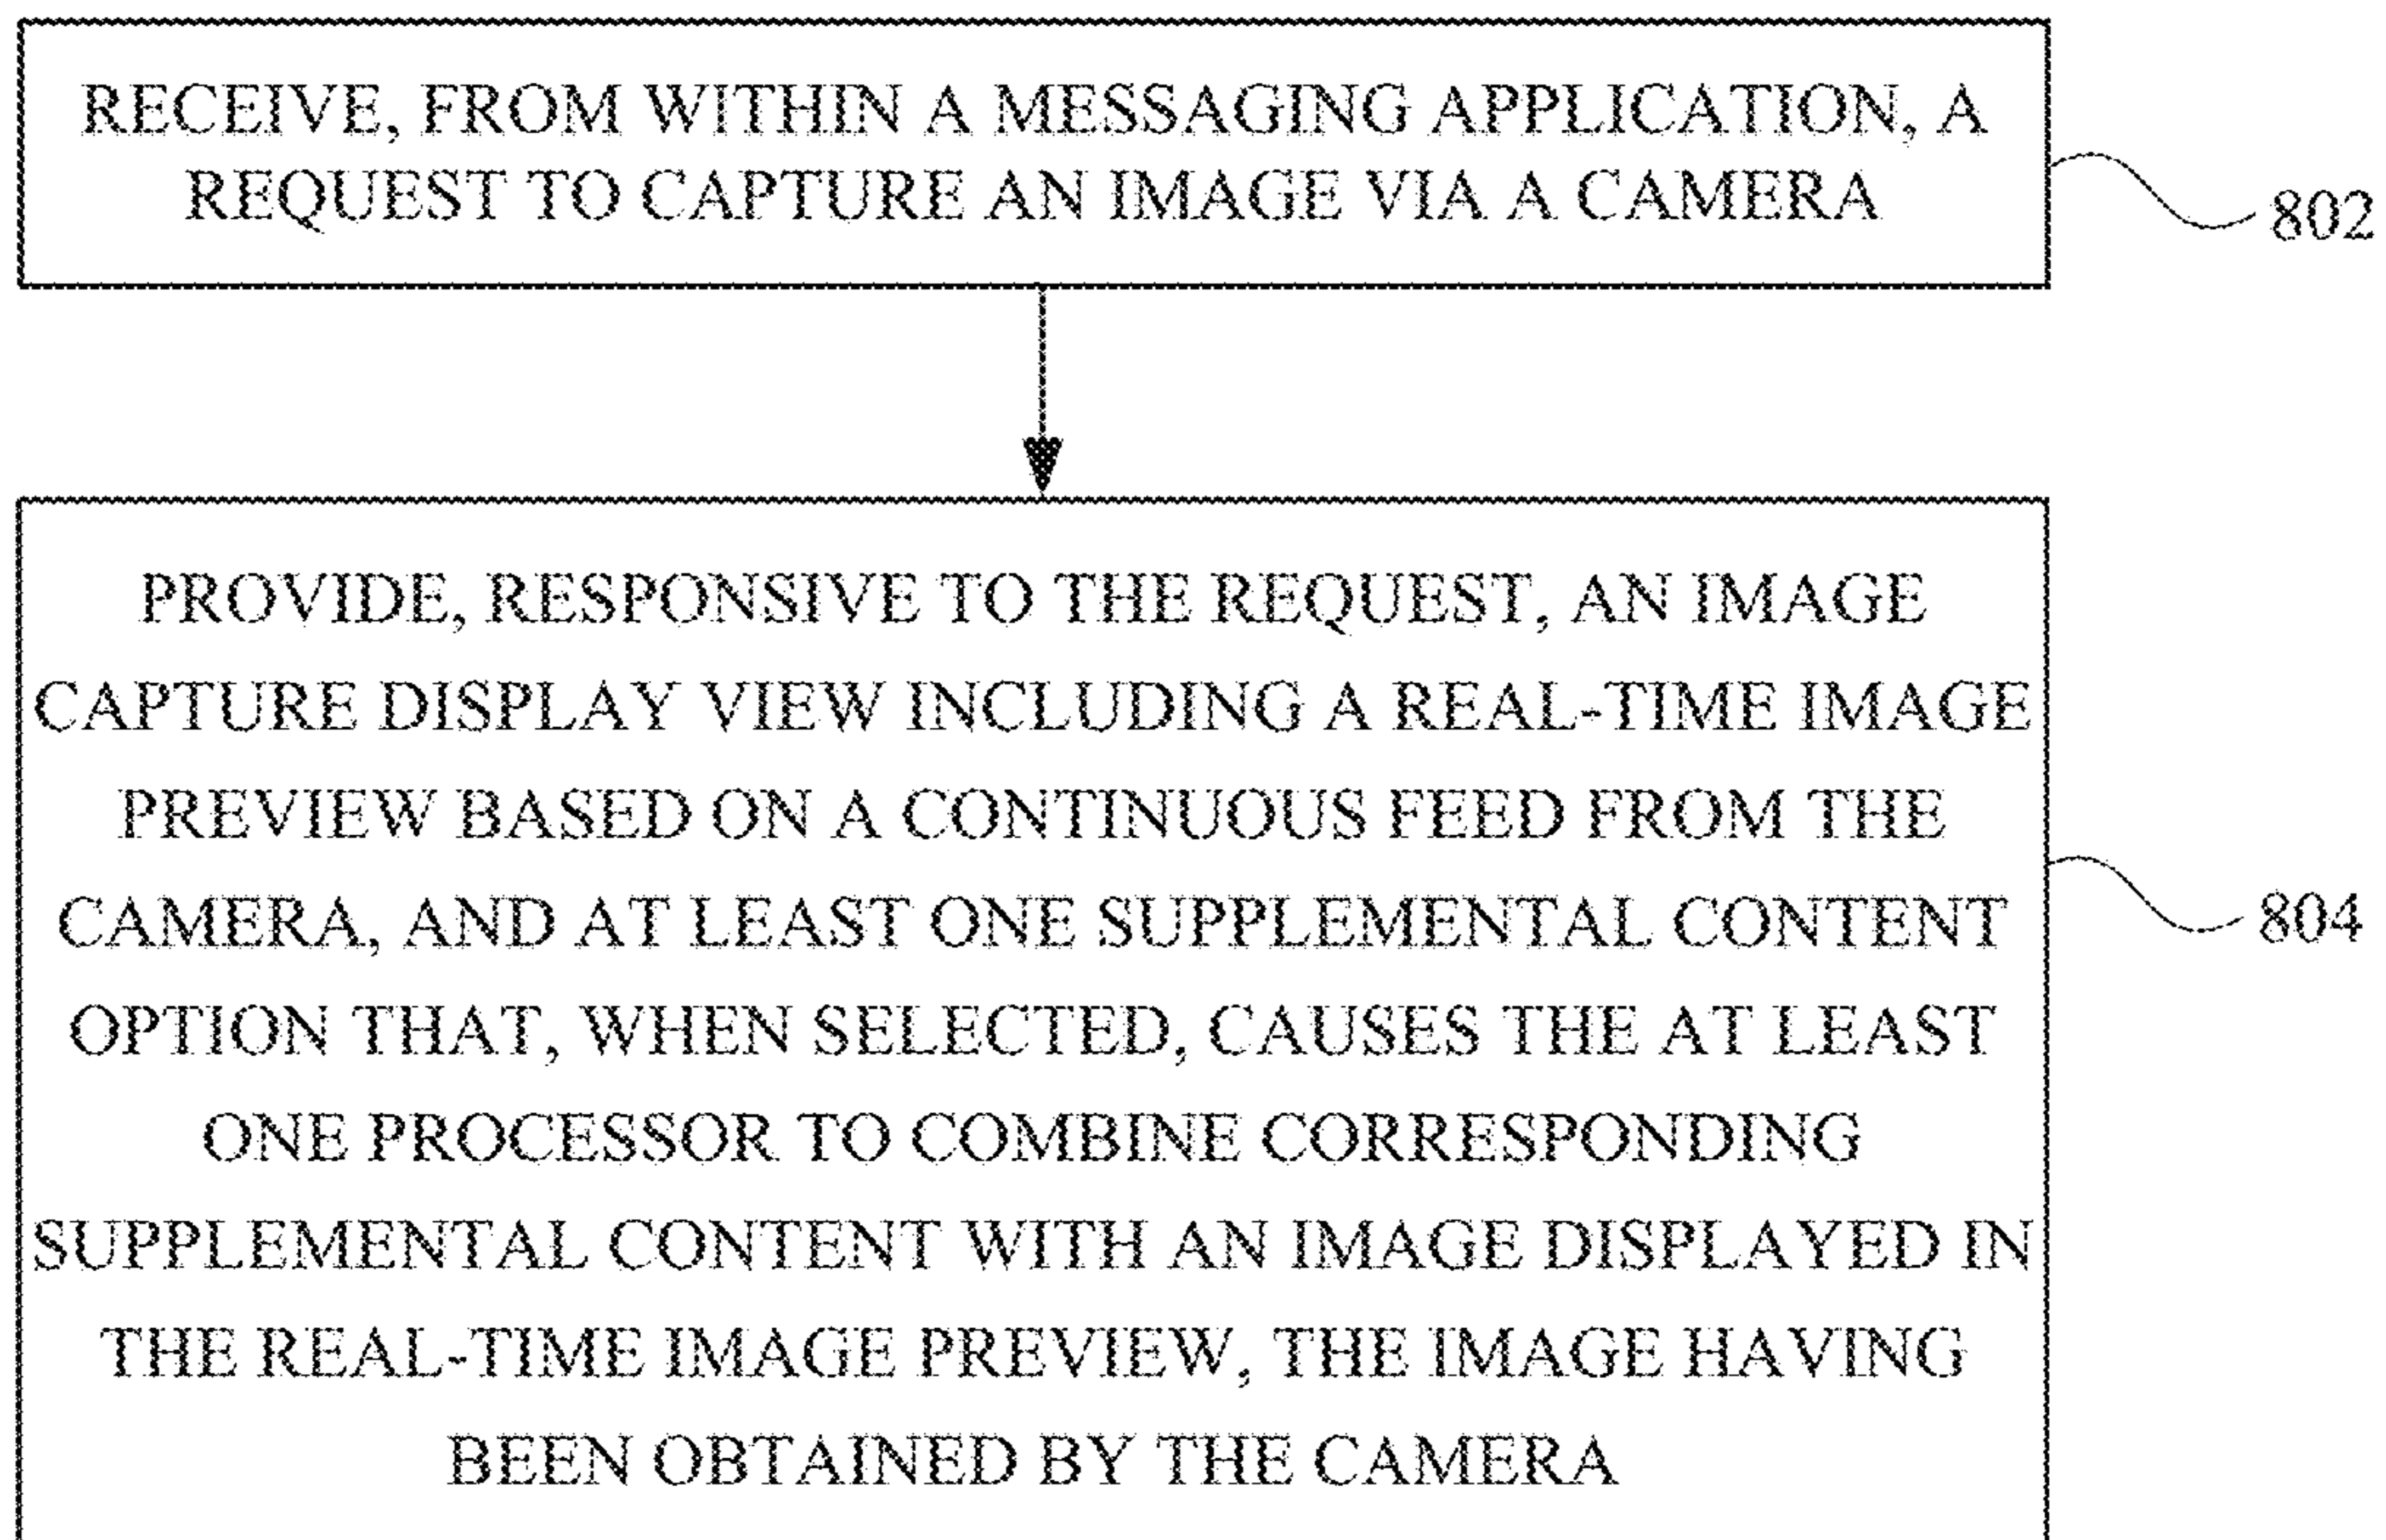 RECEIVE, FROM WITHIN A MESSAGING APPLICATION, A
REQUEST TO CAPTURE AN IMAGE VIA A CAMERA
802
PROVIDE, RESPONSIVE TO THE REQUEST, AN IMAGE
CAPTURE DISPLAY VIEW INCLUDING A REAL-TIME IMAGE
PREVIEW BASED ON A CONTINUOUS FEED FROM THE
CAMERA, AND AT LEAST ONE SUPPLEMENTAL CONTENT
OPTION THAT, WHEN SELECTED, CAUSES THE AT LEAST
ONE PROCESSOR TO COMBINE CORRESPONDING
SUPPLEMENTAL CONTENT WITH AN IMAGE DISPLAYED IN
THE REAL-TIME IMAGE PREVIEW, THE IMAGE HAVING
BEEN OBTAINED BY THE CAMERA
804